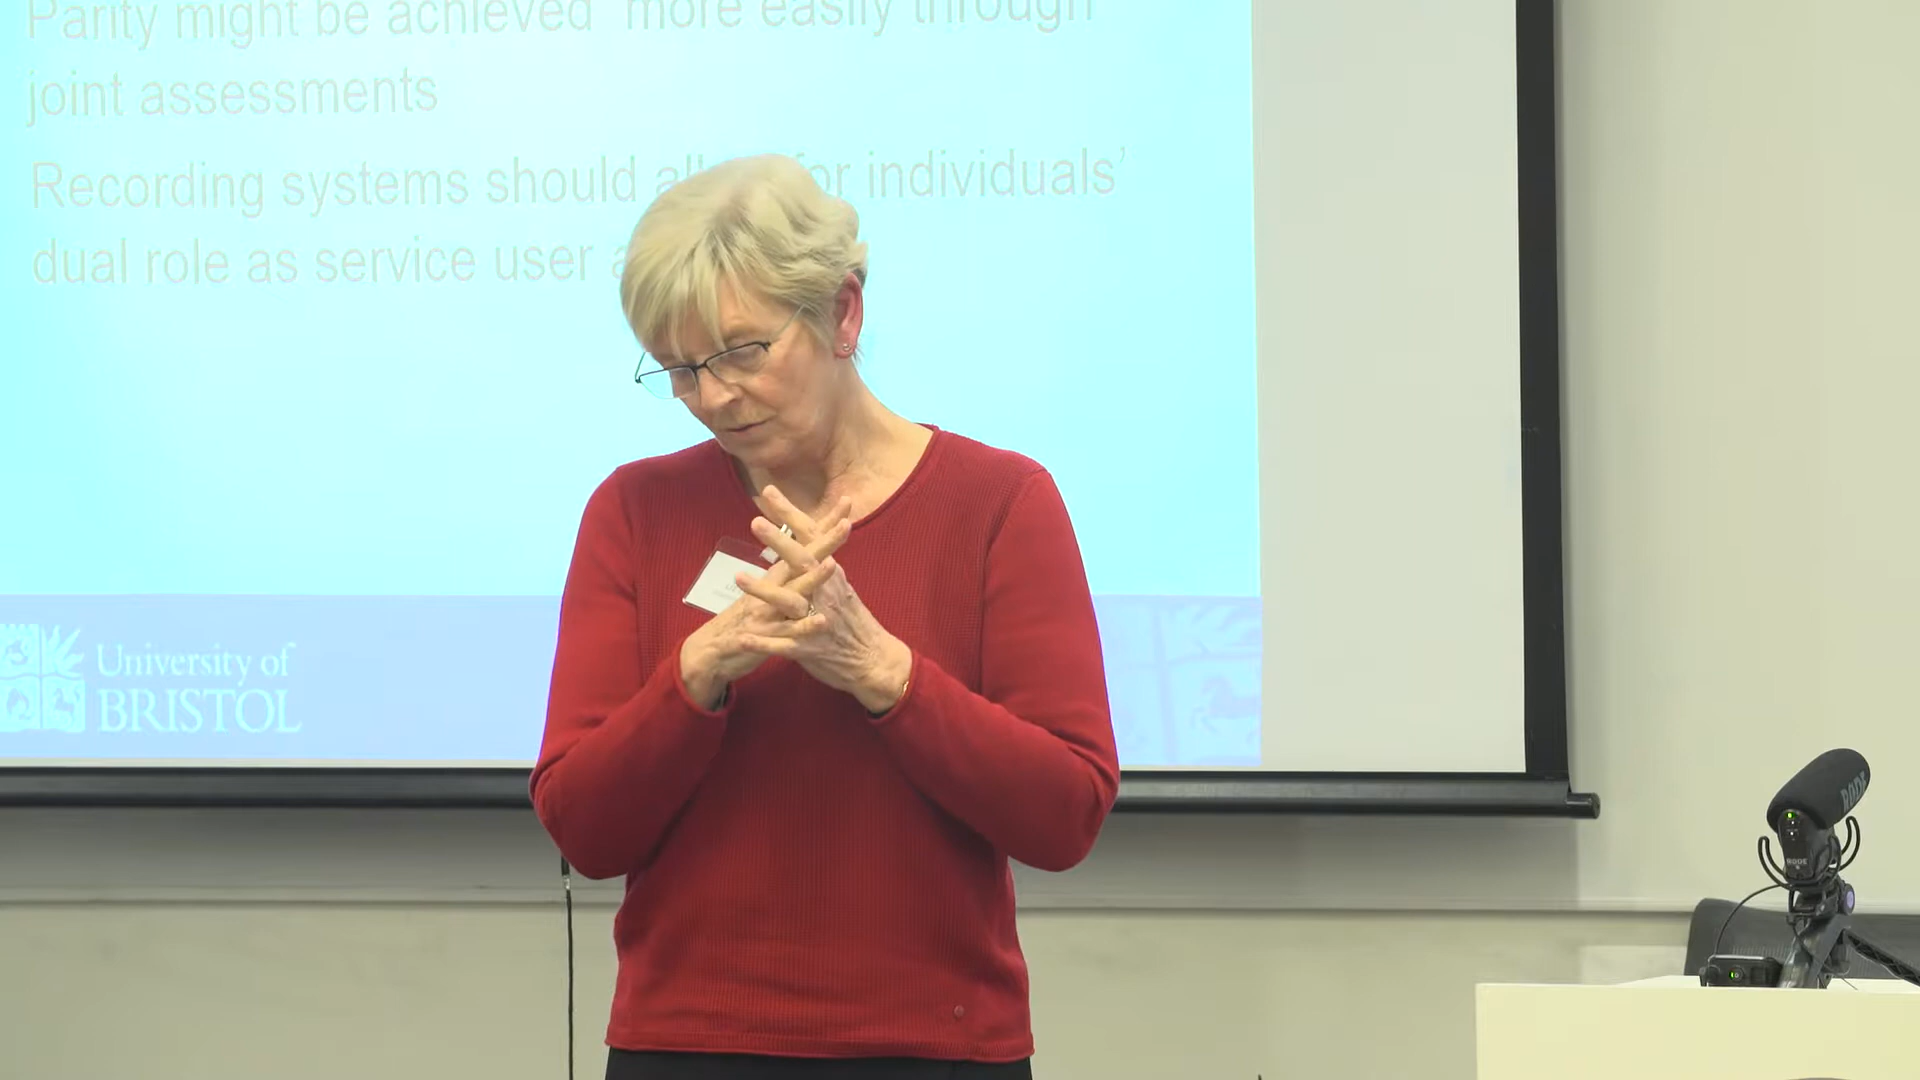 Parity might be achieved more easily through
joint assessments
Recording systems should for individuals’
dual role as service user
University of
BRISTOL
RODE
RODE